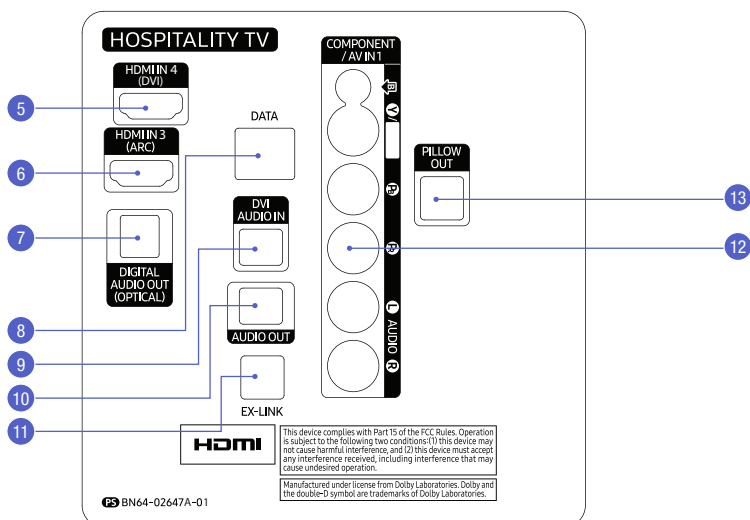 HOSPITALITY TV
HDMI IN 4
(DVI)
5
HDMI IN 3
(ARC)
6
7
DIGITAL
AUDIO OUT
(OPTICAL)
DATA
8
DVI
AUDIO IN
9
AUDIO OUT
10
EX-LINK
11
COMPONENT
/ AV IN 1
B
Y/
PB
PR
L
AUDIO
R
12
PILLOW
OUT
13
HDMI
This device complies with Part 15 of the FCC Rules. Operation
is subject to the following two conditions:(1) this device may
not cause harmful interference, and (2) this device must accept
any interference received, including interference that may
cause undesired operation.
Manufactured under license from Dolby Laboratories. Dolby and
the double-D symbol are trademarks of Dolby Laboratories.
PS BN64-02647A-01